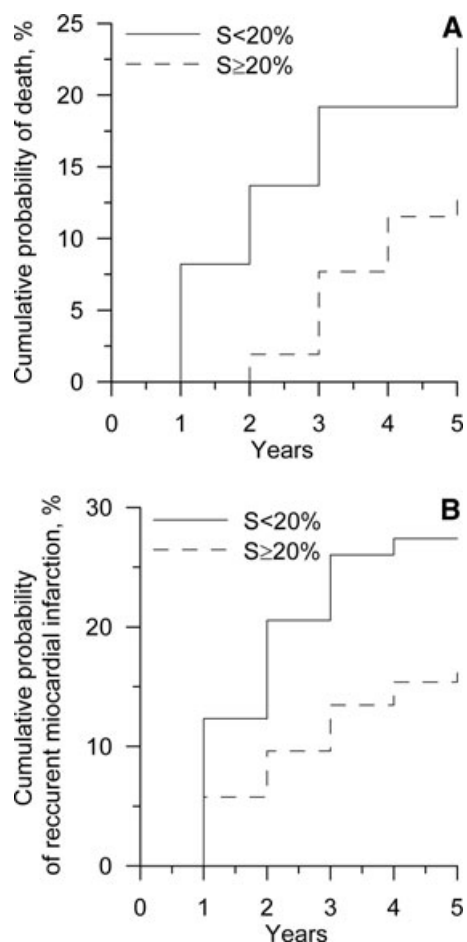 A
S<20%
S≥20%
Cumulative probability of death, %
25
20
15
10
5
0
0 1 2 3 4 5
Years
B
S<20%
S≥20%
Cumulative probability
of reccurent miocardial infarction, %
30
20
10
0
0 1 2 3 4 5
Years